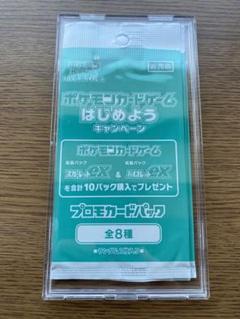 非売品
ポケモンカードゲーム
はじめよう
キャンペーン
ポケモンカードゲーム
拡張パック
スカーレットex
&
拡張パック
バイオレットex
を合計10パック購入でプレゼント
プロモカードパック
全8種